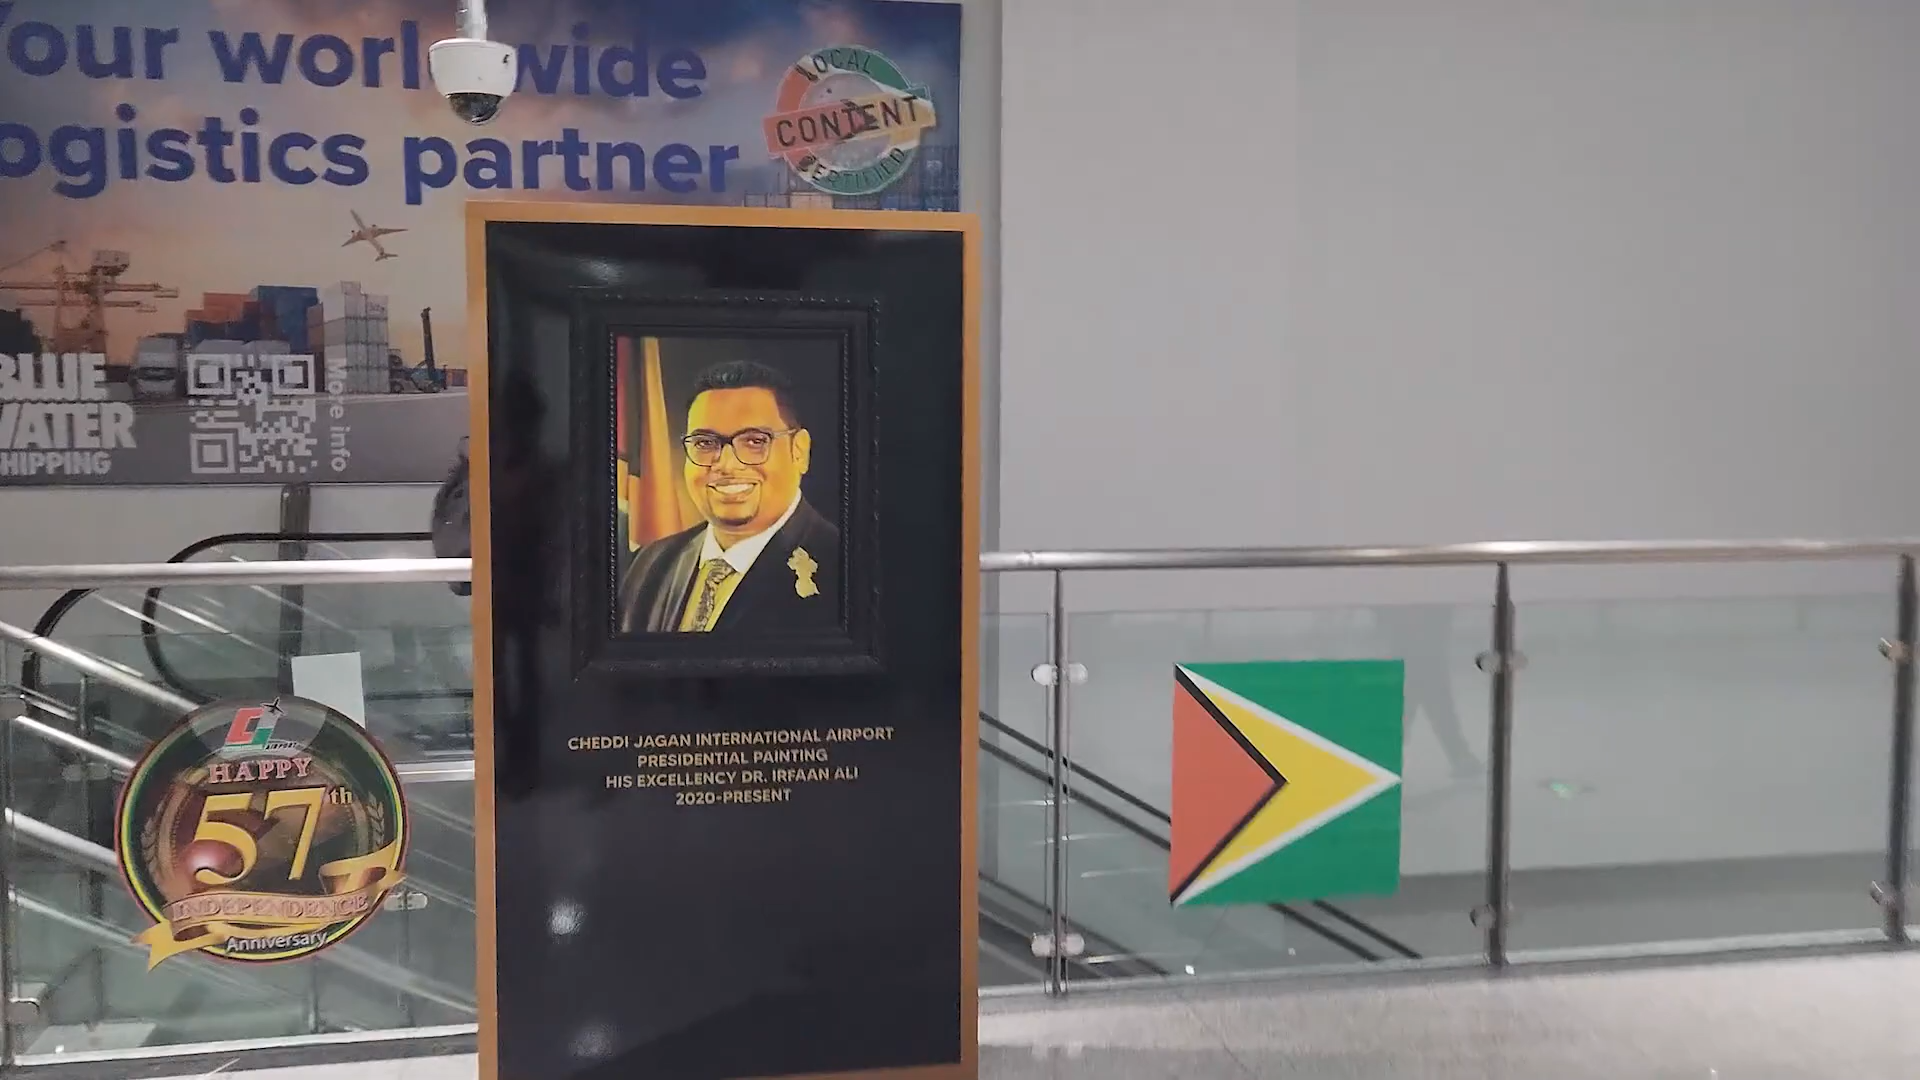 our worl wide
ogistics partner
LOCAL
CONTENT
CERTIFIED
BLUE
WATER
HIPPING
More info
CHEDDI JAGAN INTERNATIONAL AIRPORT
PRESIDENTIAL PAINTING
HIS EXCELLENCY DR. IRFAAN ALI
2020-PRESENT
AIRPORT
HAPPY
57th
INDEPENDENCE
Anniversary